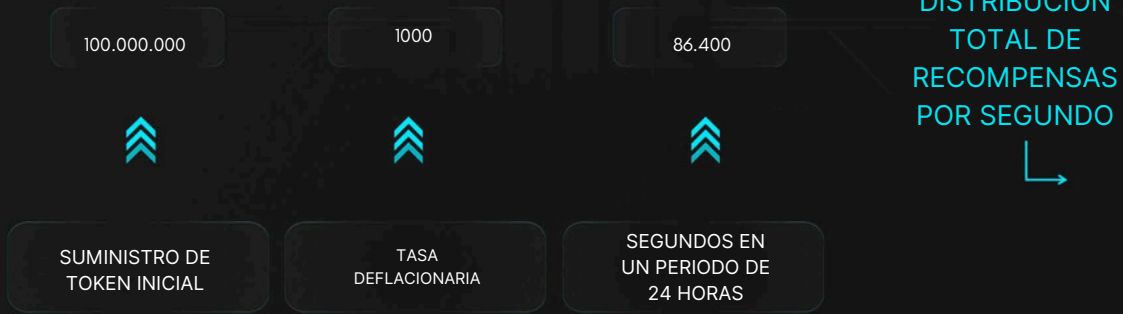 100.000.000
1000
86.400
DISTRIBUCIÓN
TOTAL DE
RECOMPENSAS
POR SEGUNDO
SUMINISTRO DE
TOKEN INICIAL
TASA
DEFLACIONARIA
SEGUNDOS EN
UN PERIODO DE
24 HORAS